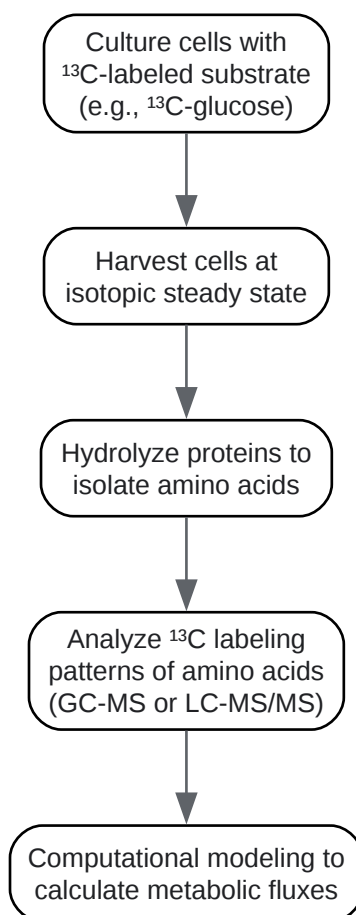 Culture cells with
¹³C-labeled substrate
(e.g., ¹³C-glucose)
Harvest cells at
isotopic steady state
Hydrolyze proteins to
isolate amino acids
Analyze ¹³C labeling
patterns of amino acids
(GC-MS or LC-MS/MS)
Computational modeling to
calculate metabolic fluxes